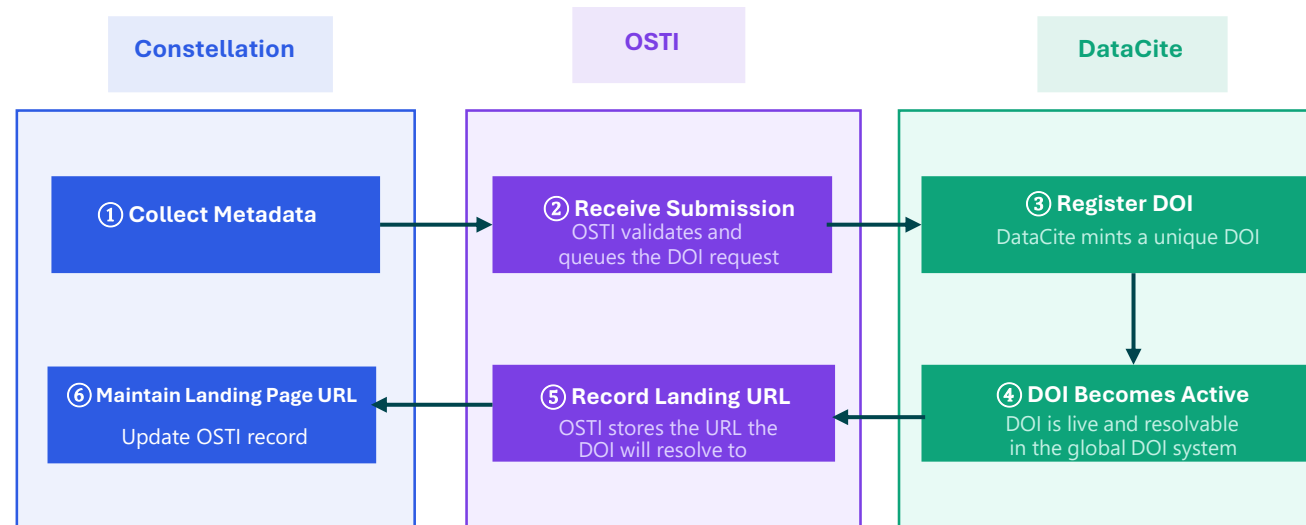 Constellation
OSTI
DataCite
① Collect Metadata
② Receive Submission
OSTI validates and
queues the DOI request
③ Register DOI
DataCite mints a unique DOI
④ DOI Becomes Active
DOI is live and resolvable
in the global DOI system
⑤ Record Landing URL
OSTI stores the URL the
DOI will resolve to
⑥ Maintain Landing Page URL
Update OSTI record